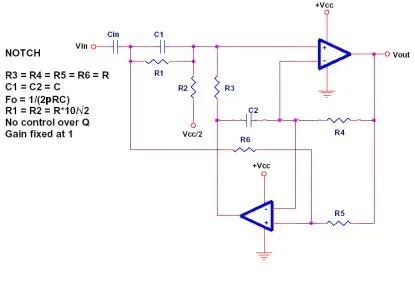 +Vcc
Vin
Cin
C1
Vout
NOTCH
R1
R3 = R4 = R5 = R6 = R
C1 = C2 = C
Fo = 1/(2pRC)
R1 = R2 = R*10/√2
No control over Q
Gain fixed at 1
R2
R3
Vcc/2
C2
R4
R6
+Vcc
R5